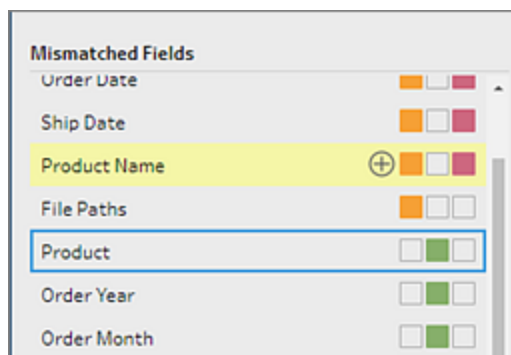 Mismatched Fields
Order Date
Ship Date
Product Name
File Paths
Product
Order Year
Order Month